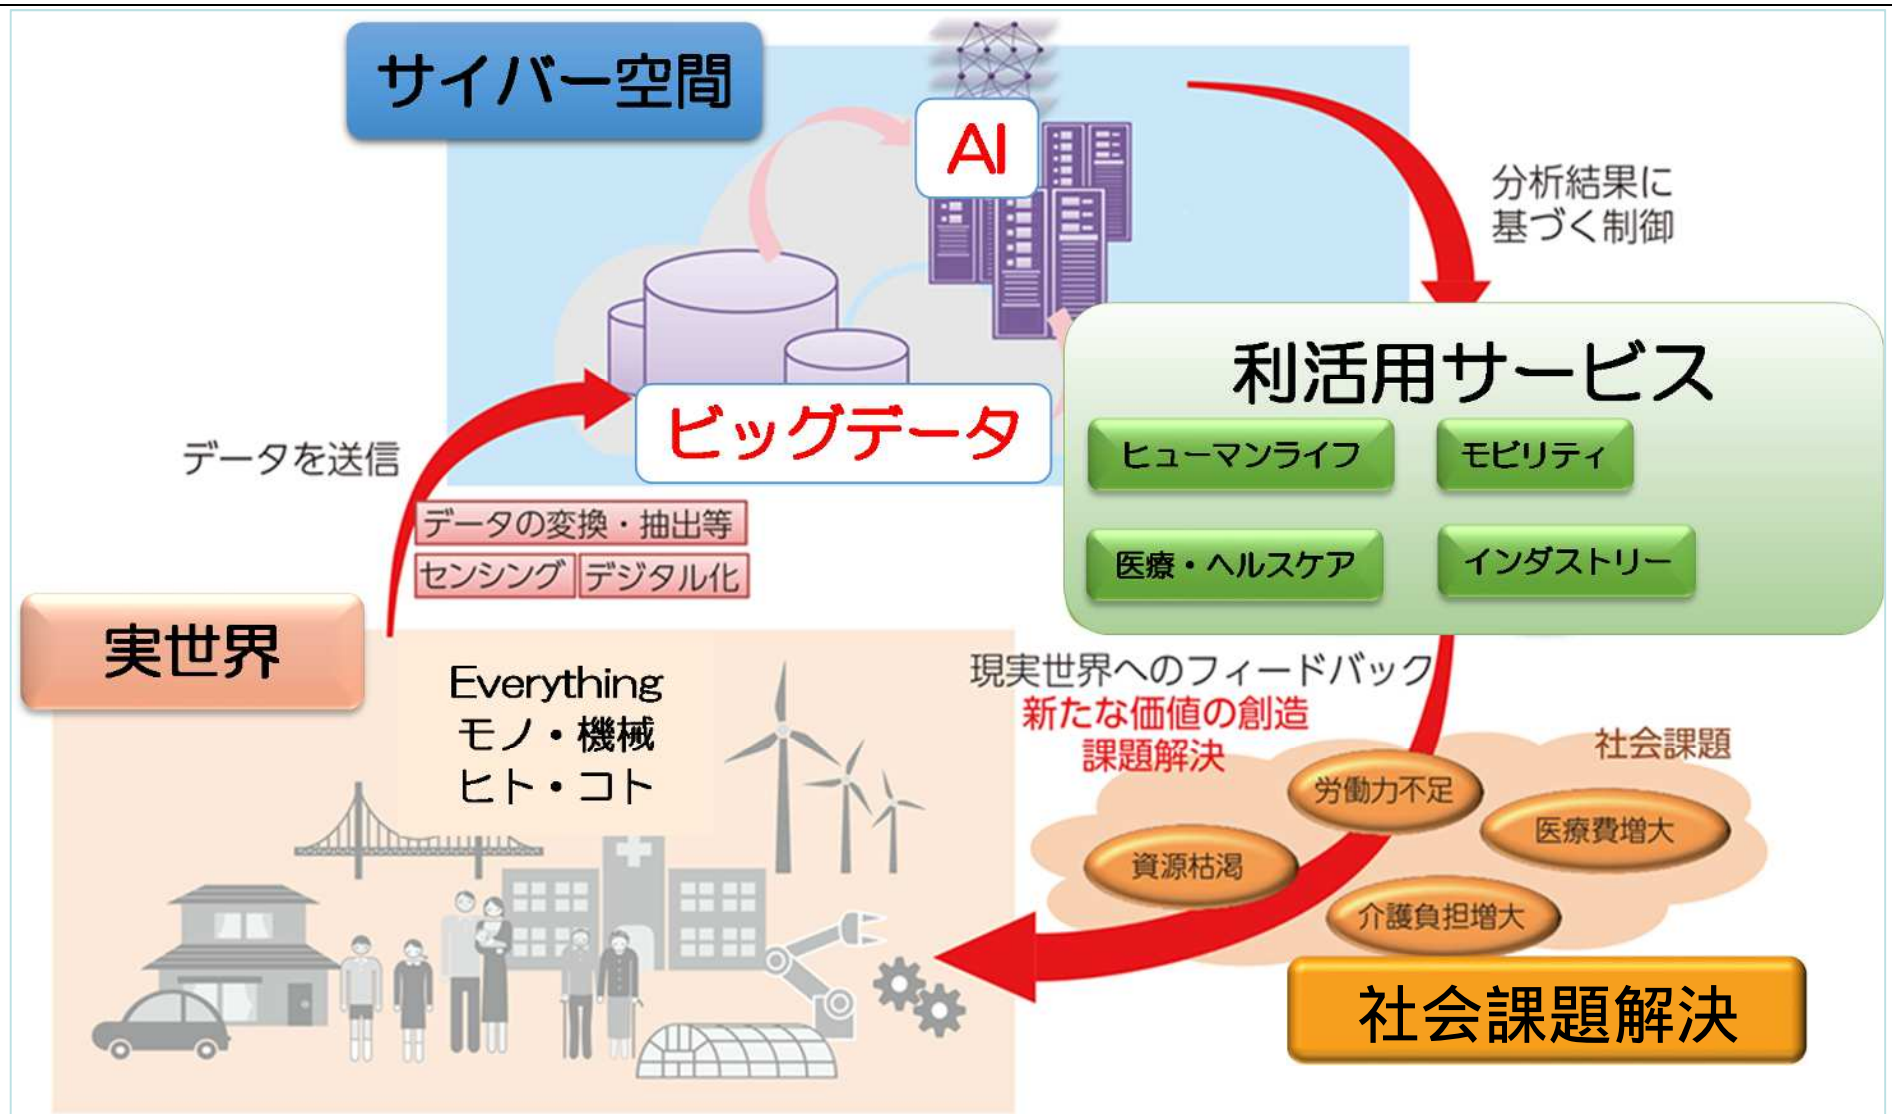 サイバー空間
AI
分析結果に
基づく制御
利活用サービス
ビッグデータ
ヒューマンライフ
モビリティ
データを送信
データの変換・抽出等
センシング
デジタル化
医療・ヘルスケア
インダストリー
実世界
Everything
モノ・機械
ヒト・コト
現実世界へのフィードバック
新たな価値の創造
課題解決
社会課題
労働力不足
医療費増大
資源枯渇
介護負担増大
社会課題解決